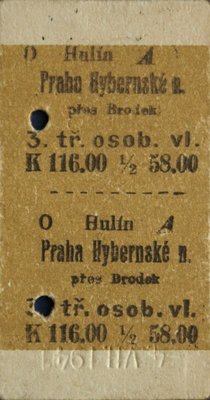 O Hulín A
Praha Hybernské n.
přes Brodek
3. tř. osob. vl.
K 116.00 ½ 58.00
O Hulín A
Praha Hybernské n.
přes Brodek
3. tř. osob. vl.
K 116.00 ½ 58.00